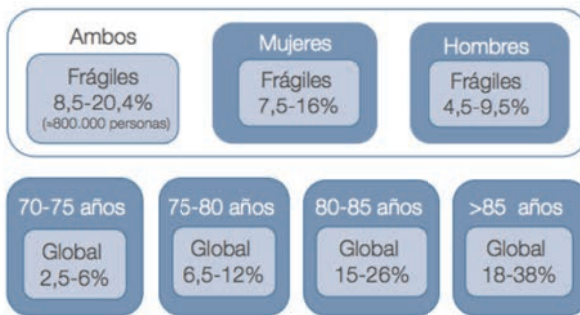 Ambos
Frágiles
8,5-20,4%
(≈800.000 personas)
Mujeres
Frágiles
7,5-16%
Hombres
Frágiles
4,5-9,5%
70-75 años
Global
2,5-6%
75-80 años
Global
6,5-12%
80-85 años
Global
15-26%
>85 años
Global
18-38%